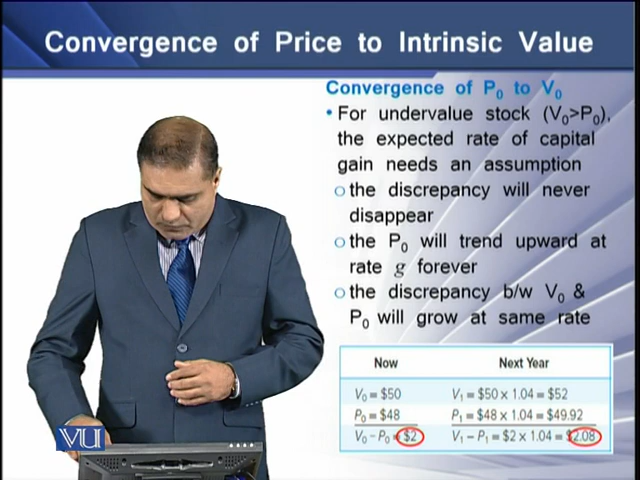 Convergence of Price to Intrinsic Value
Convergence of P₀ to V₀
• For undervalue stock (V₀>P₀),
the expected rate of capital
gain needs an assumption
o the discrepancy will never
disappear
o the P₀ will trend upward at
rate g forever
o the discrepancy b/w V₀ &
P₀ will grow at same rate
Now Next Year
V₀ = $50 V₁ = $50 x 1.04 = $52
P₀ = $48 P₁ = $48 x 1.04 = $49.92
V₀ – P₀ = $2 V₁ – P₁ = $2 x 1.04 = $2.08
VU